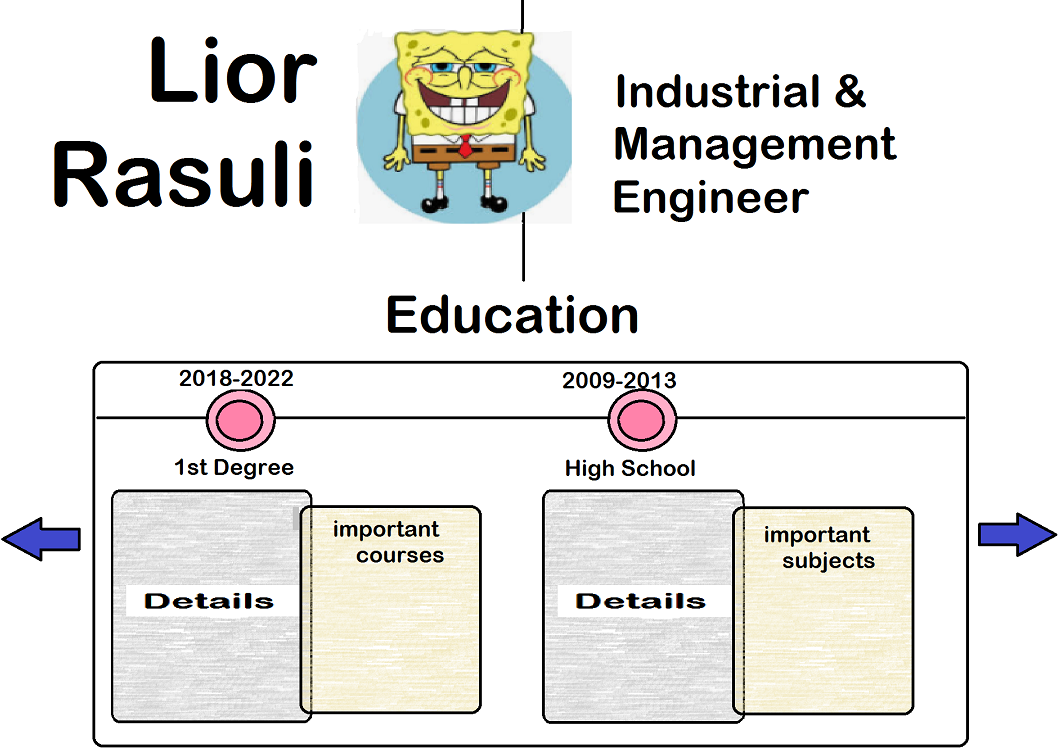 Lior
Rasuli
Industrial &
Management
Engineer
Education
2018-2022
1st Degree
Details
important
courses
2009-2013
High School
Details
important
subjects